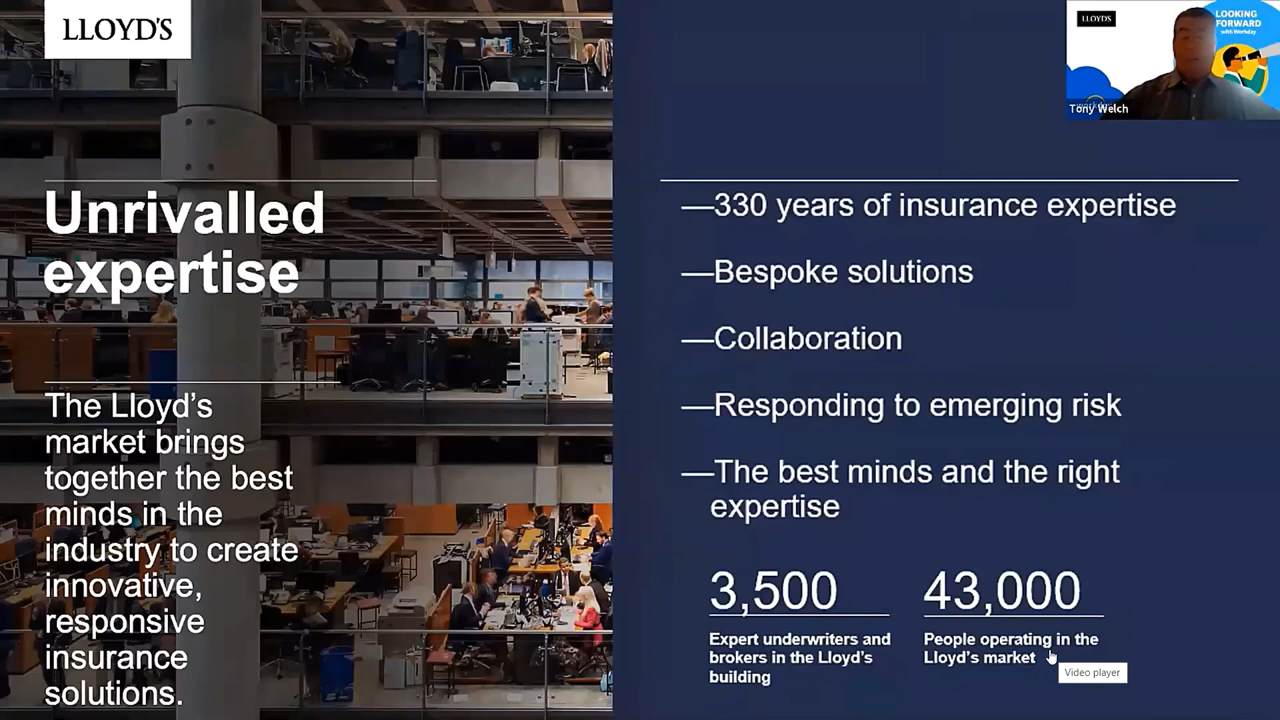 LLOYD'S
Unrivalled
expertise
The Lloyd's
market brings
together the best
minds in the
industry to create
innovative,
responsive
insurance
solutions.
—330 years of insurance expertise
—Bespoke solutions
—Collaboration
—Responding to emerging risk
—The best minds and the right
expertise
3,500
Expert underwriters and
brokers in the Lloyd's
building
43,000
People operating in the
Lloyd's market
Video player
LLOYD'S
LOOKING
FORWARD
with Workday
Tony Welch